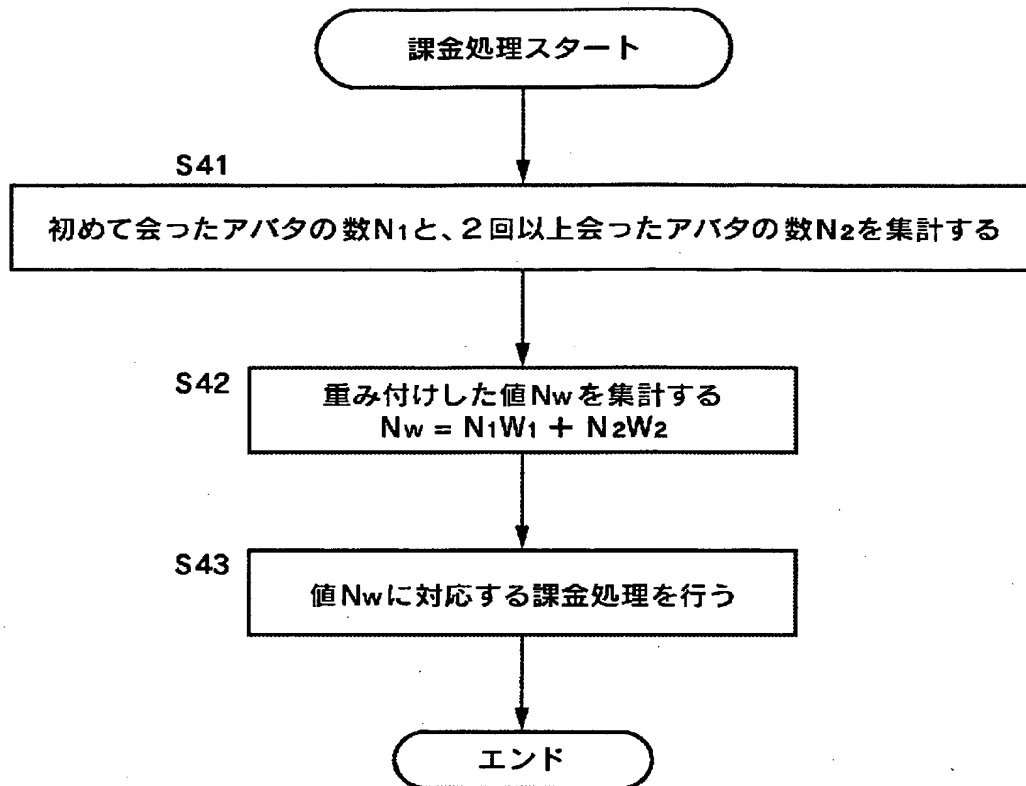 課金処理スタート
S41
初めて会ったアバタの数N1と、2回以上会ったアバタの数N2を集計する
S42
重み付けした値Nwを集計する
Nw = N1W1 + N2W2
S43
値Nwに対応する課金処理を行う
エンド